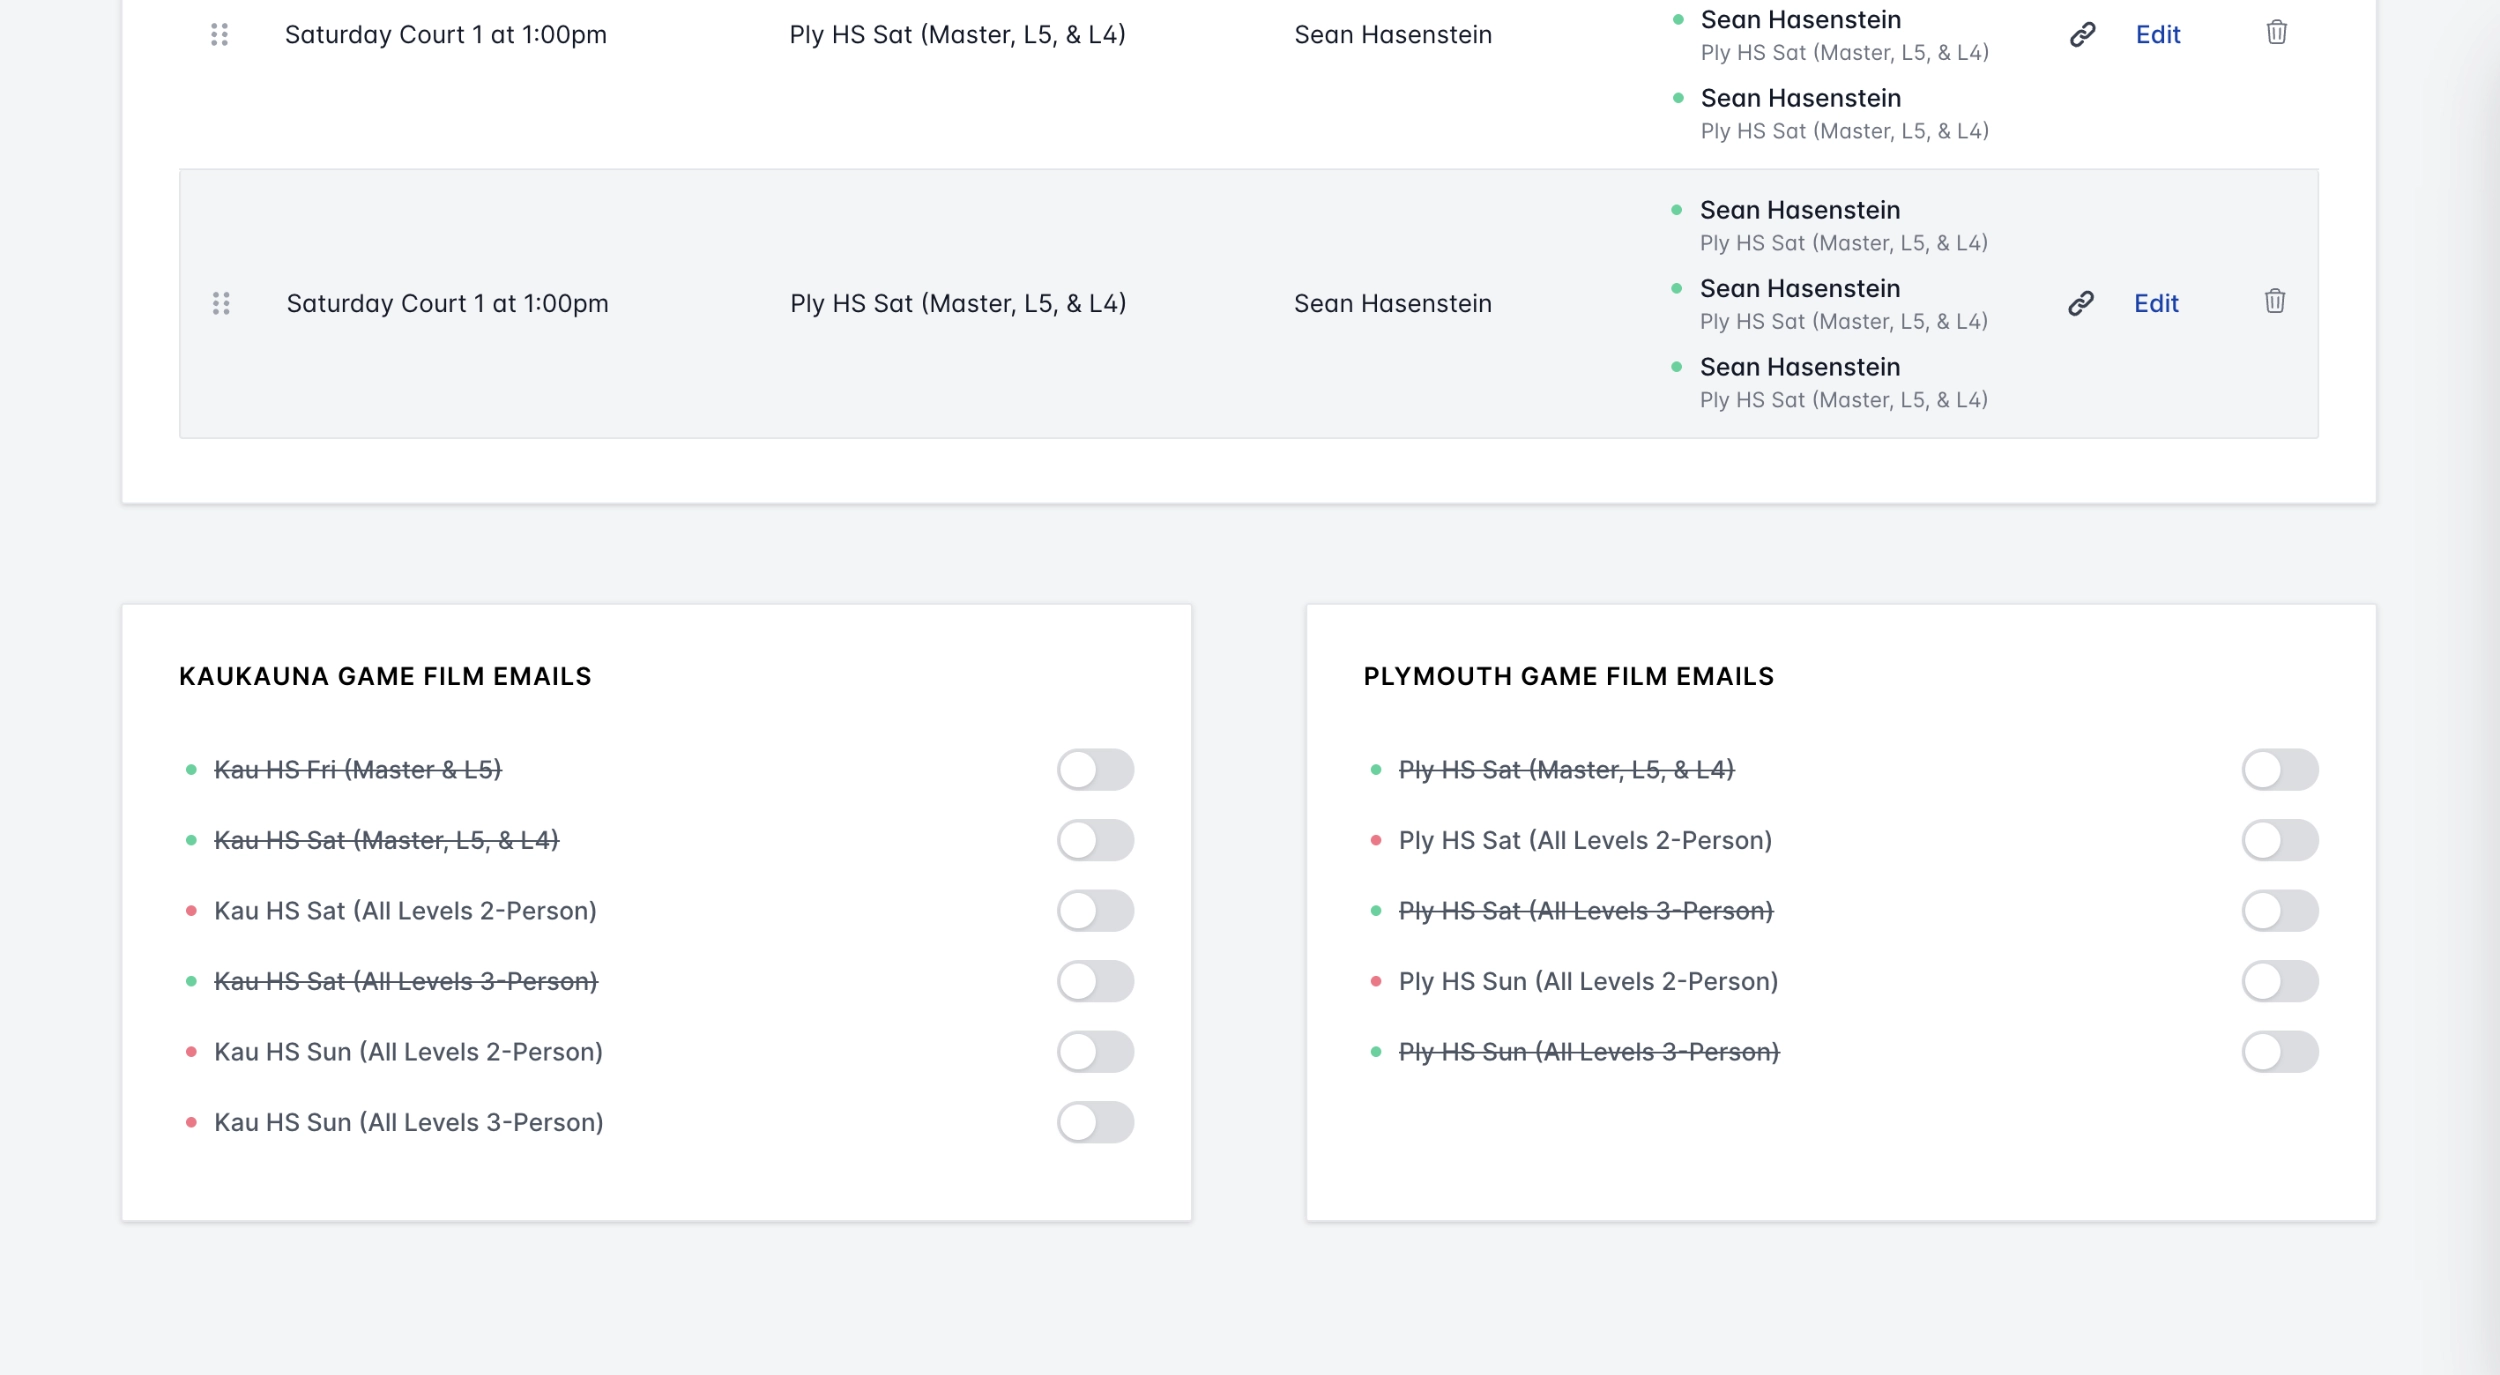 Sean Hasenstein
Saturday Court 1 at 1:00pm Ply HS Sat (Master, L5, & L4) Sean Hasenstein Edit
Ply HS Sat (Master, L5, & L4)
Sean Hasenstein
Ply HS Sat (Master, L5, & L4)
Sean Hasenstein
Ply HS Sat (Master, L5, & L4)
Sean Hasenstein
Saturday Court 1 at 1:00pm Ply HS Sat (Master, L5, & L4) Sean Hasenstein Edit
Ply HS Sat (Master, L5, & L4)
Sean Hasenstein
Ply HS Sat (Master, L5, & L4)
KAUKAUNA GAME FILM EMAILS
Kau HS Fri (Master & L5)
Kau HS Sat (Master, L5, & L4)
Kau HS Sat (All Levels 2-Person)
Kau HS Sat (All Levels 3-Person)
Kau HS Sun (All Levels 2-Person)
Kau HS Sun (All Levels 3-Person)
PLYMOUTH GAME FILM EMAILS
Ply HS Sat (Master, L5, & L4)
Ply HS Sat (All Levels 2-Person)
Ply HS Sat (All Levels 3-Person)
Ply HS Sun (All Levels 2-Person)
Ply HS Sun (All Levels 3-Person)